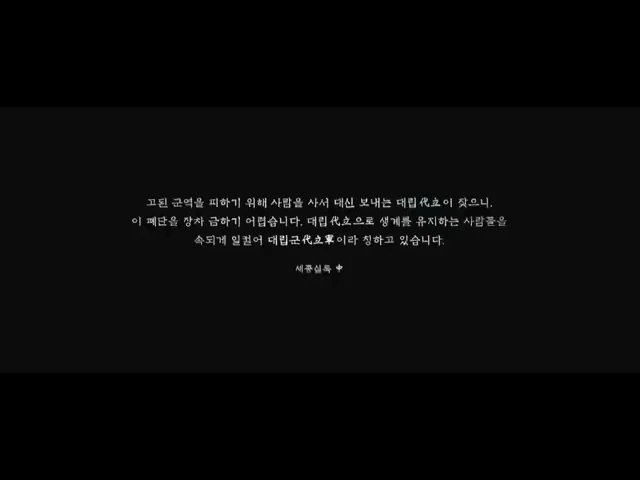 고된 군역을 피하기 위해 사람을 사서 대신 보내는 대립代立이 잦으니,
이 폐단을 장차 금하기 어렵습니다. 대립代立으로 생계를 유지하는 사람들을
속되게 일컬어 대립군代立軍이라 칭하고 있습니다.
세종실록 中